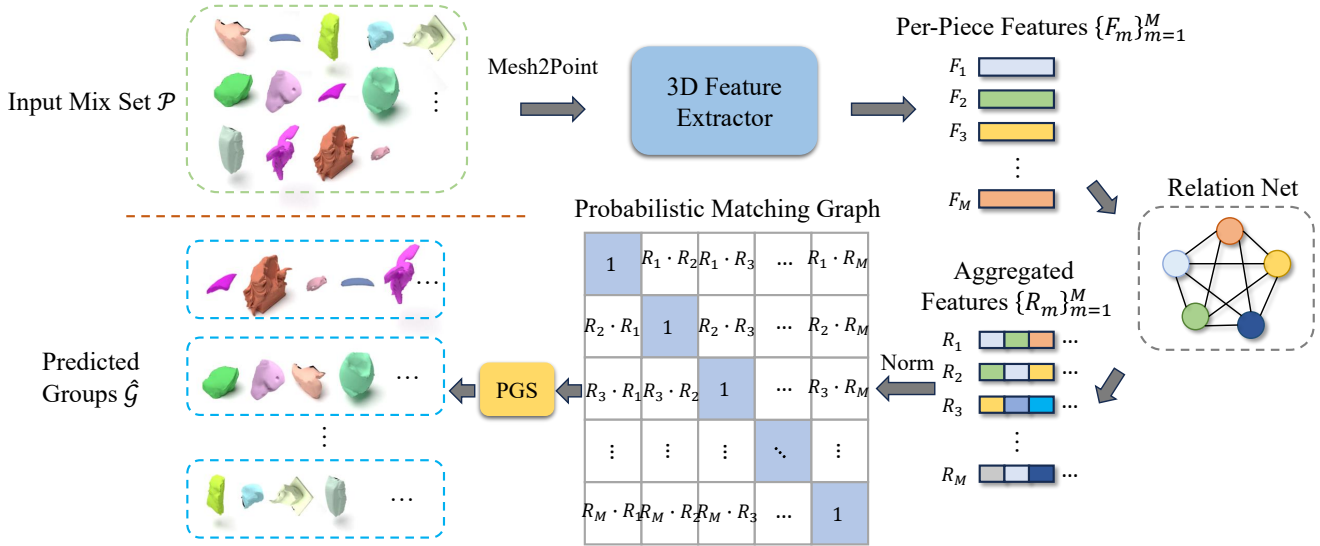 Input Mix Set 𝒫
⋮
Mesh2Point
3D Feature
Extractor
Per-Piece Features {F_m}_{m=1}^M
F_1
F_2
F_3
⋮
F_M
Relation Net
Aggregated
Features {R_m}_{m=1}^M
R_1 ...
R_2 ...
R_3 ...
⋮
R_M ...
Norm
Probabilistic Matching Graph
1 R_1 · R_2 R_1 · R_3 ... R_1 · R_M
R_2 · R_1 1 R_2 · R_3 ... R_2 · R_M
R_3 · R_1 R_3 · R_2 1 ... R_3 · R_M
⋮ ⋮ ⋮ ⋱ ⋮
R_M · R_1 R_M · R_2 R_M · R_3 ... 1
PGS
Predicted
Groups 𝒢̂
...
...
⋮
...